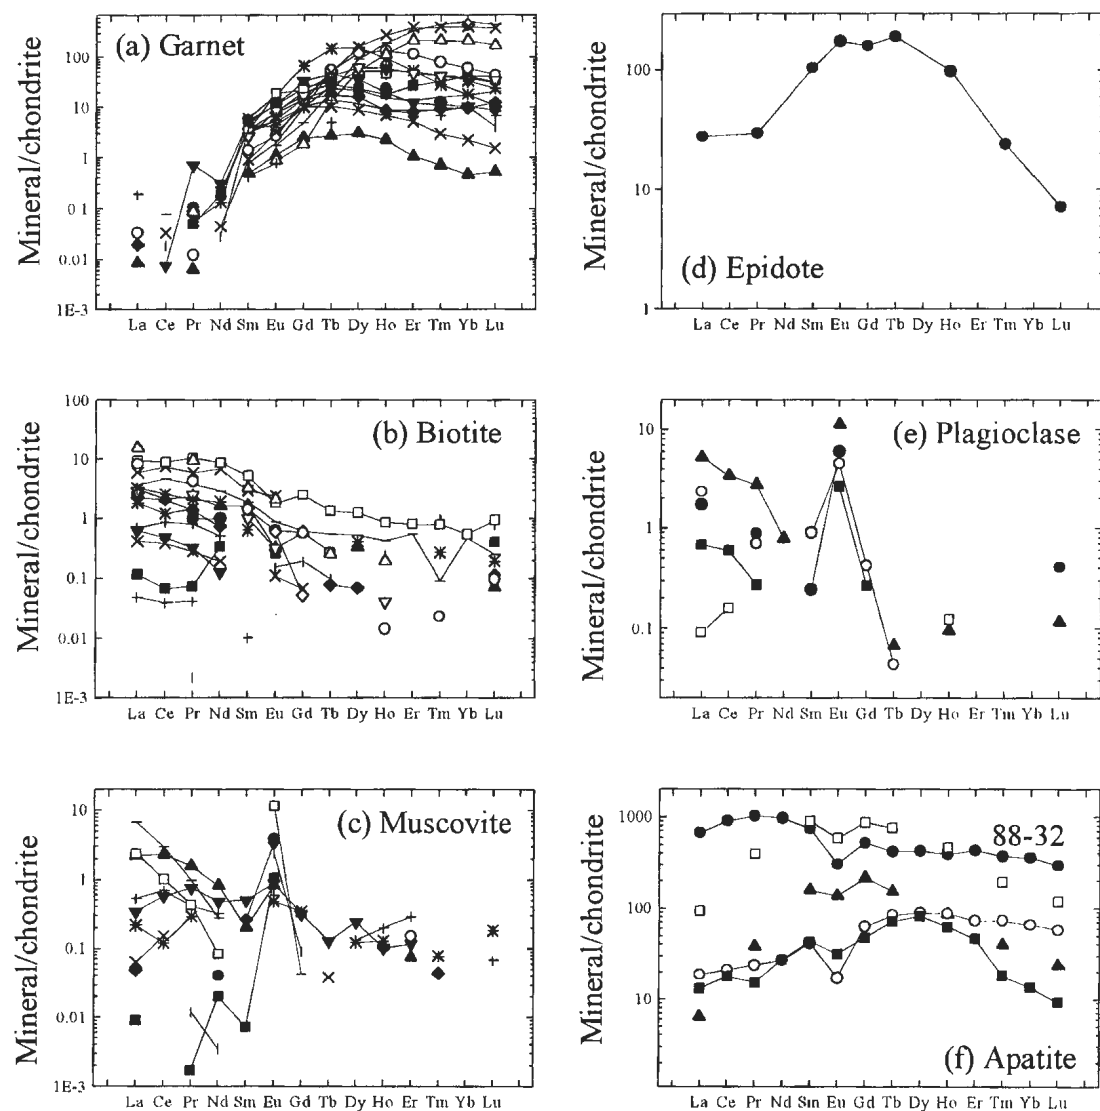 (a) Garnet
Mineral/chondrite
100
10
1
0.1
0.01
1E-3
La Ce Pr Nd Sm Eu Gd Tb Dy Ho Er Tm Yb Lu
(d) Epidote
Mineral/chondrite
100
10
1
La Ce Pr Nd Sm Eu Gd Tb Dy Ho Er Tm Yb Lu
(b) Biotite
Mineral/chondrite
100
10
1
0.1
0.01
1E-3
La Ce Pr Nd Sm Eu Gd Tb Dy Ho Er Tm Yb Lu
(e) Plagioclase
Mineral/chondrite
10
1
0.1
La Ce Pr Nd Sm Eu Gd Tb Dy Ho Er Tm Yb Lu
(c) Muscovite
Mineral/chondrite
10
1
0.1
0.01
1E-3
La Ce Pr Nd Sm Eu Gd Tb Dy Ho Er Tm Yb Lu
88-32
(f) Apatite
Mineral/chondrite
1000
100
10
La Ce Pr Nd Sm Eu Gd Tb Dy Ho Er Tm Yb Lu